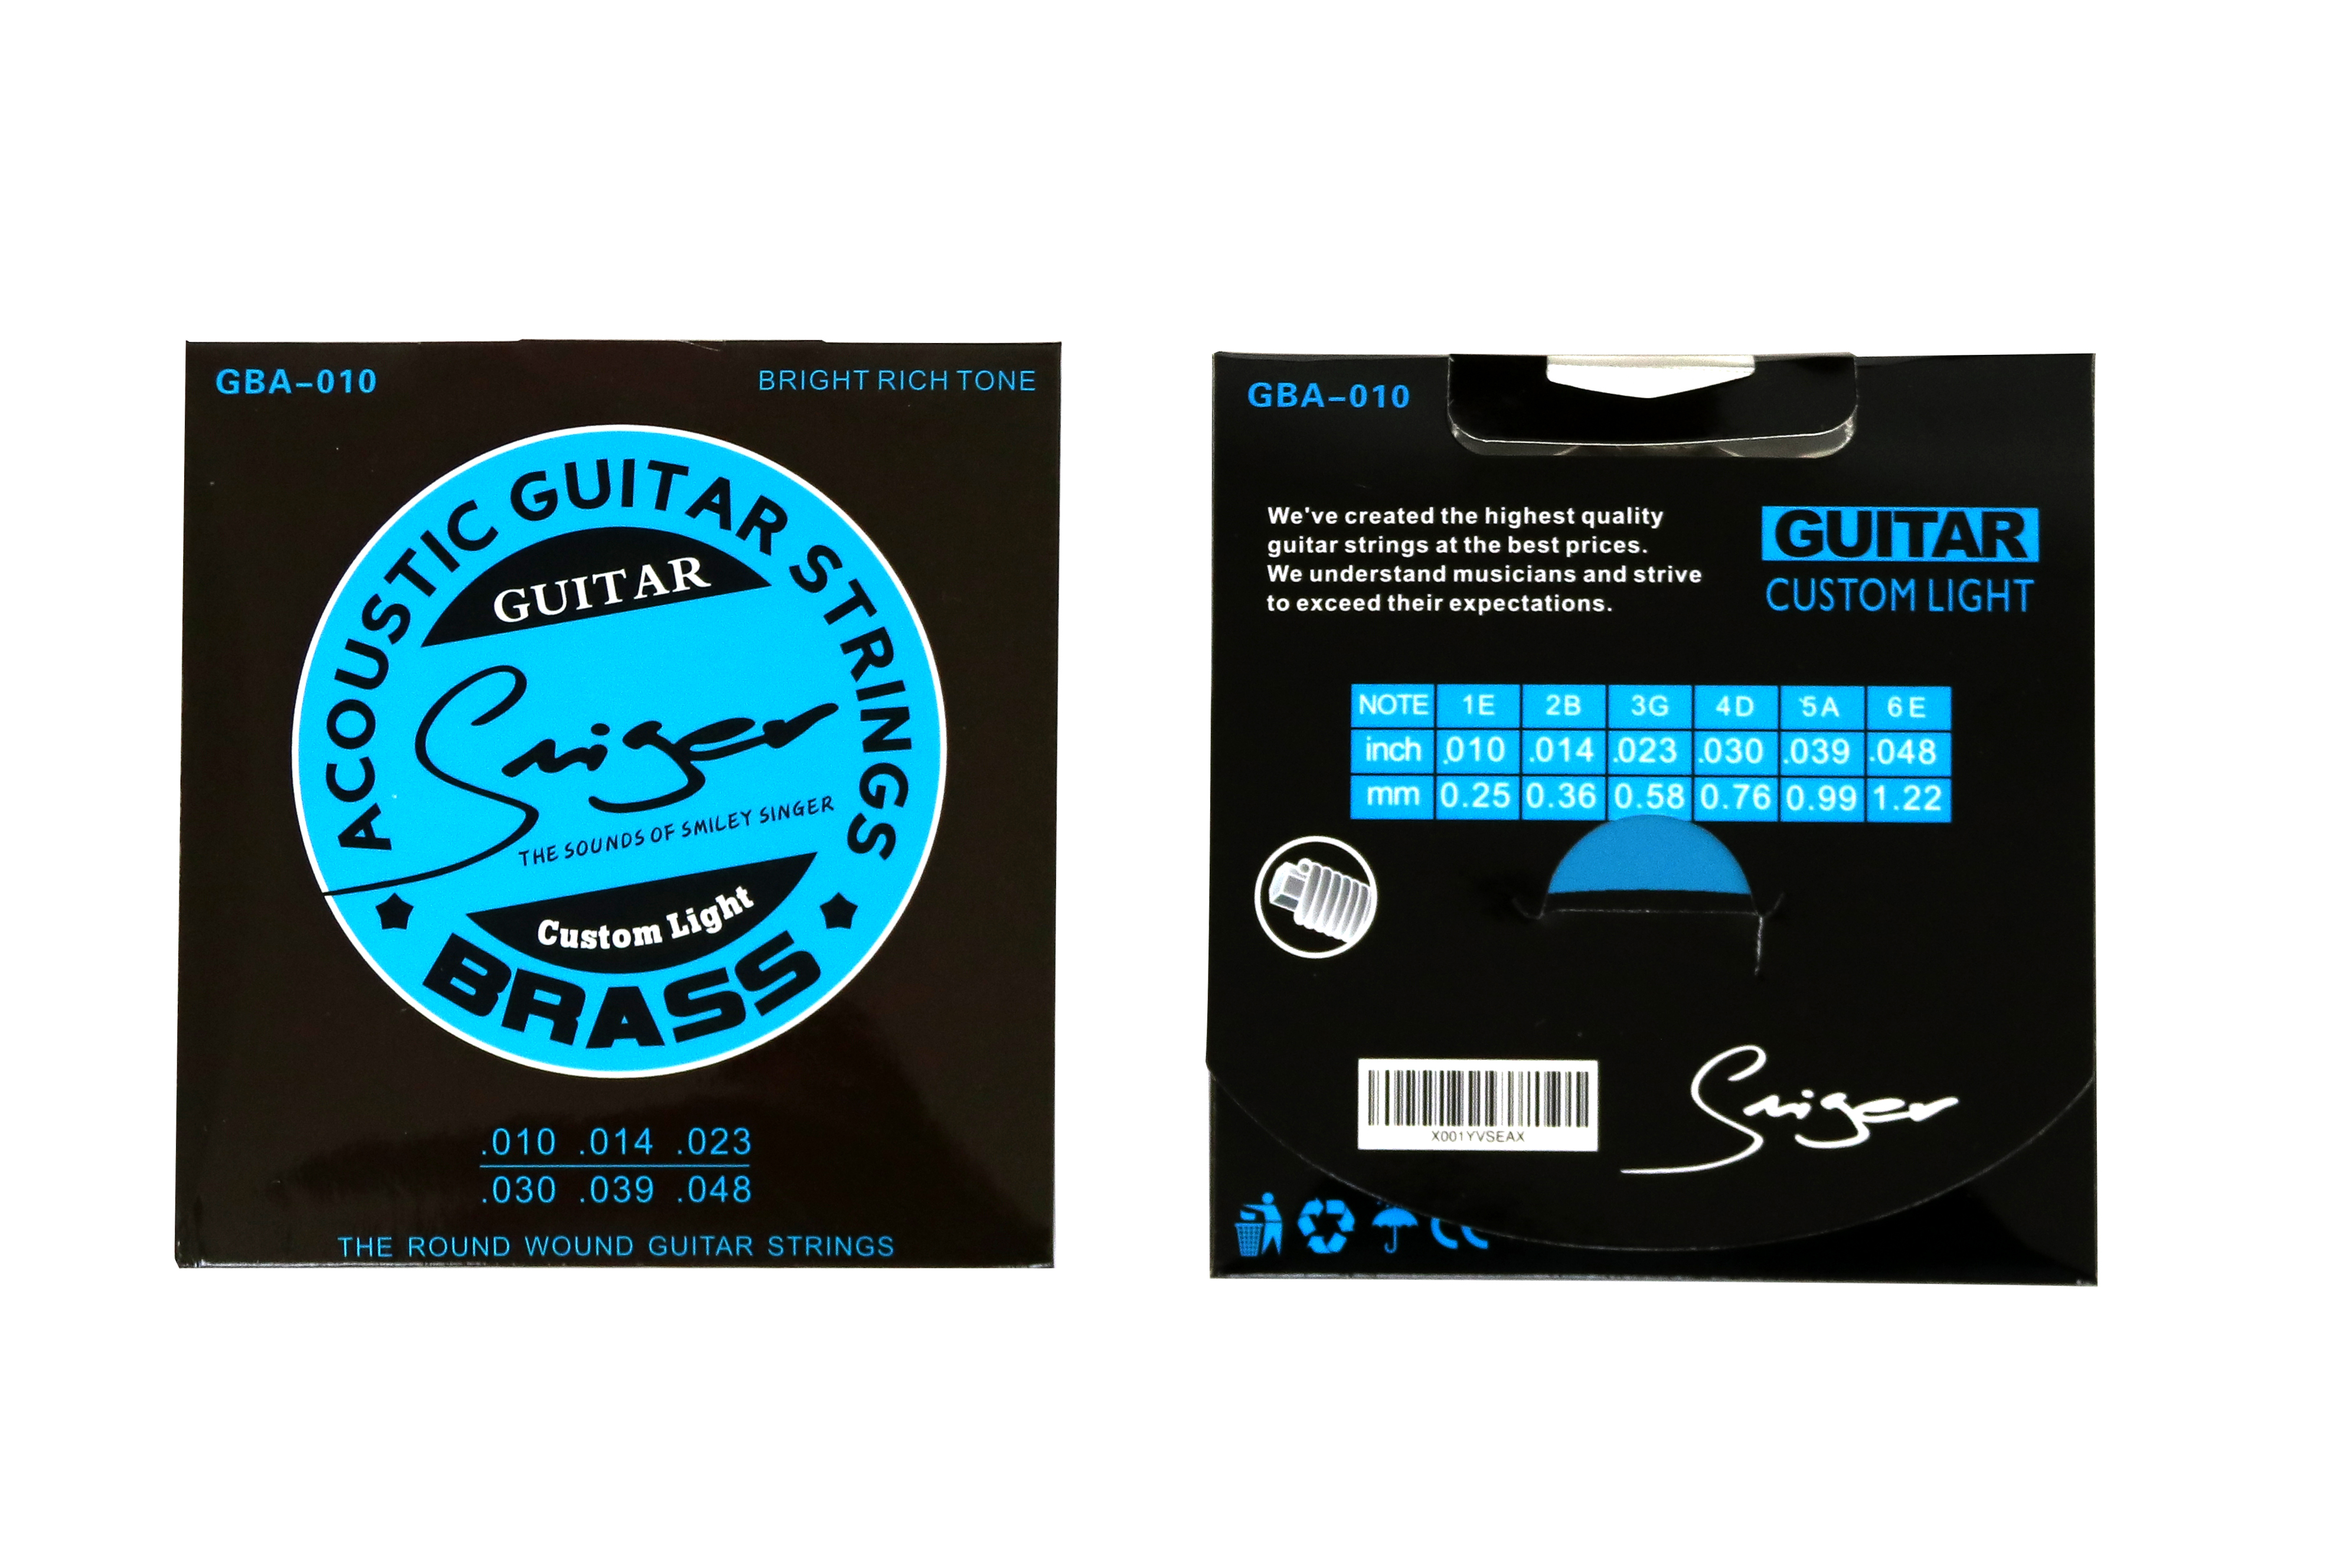 GBA-010
BRIGHT RICH TONE
ACOUSTIC GUITAR STRINGS
GUITAR
Smiger
THE SOUNDS OF SMILEY SINGER
Custom Light
BRASS
.010 .014 .023
.030 .039 .048
THE ROUND WOUND GUITAR STRINGS
GBA-010
We've created the highest quality
guitar strings at the best prices.
We understand musicians and strive
to exceed their expectations.
GUITAR
CUSTOM LIGHT
NOTE 1E 2B 3G 4D 5A 6E
inch .010 .014 .023 .030 .039 .048
mm 0.25 0.36 0.58 0.76 0.99 1.22
X001YVSEAX
Smiger